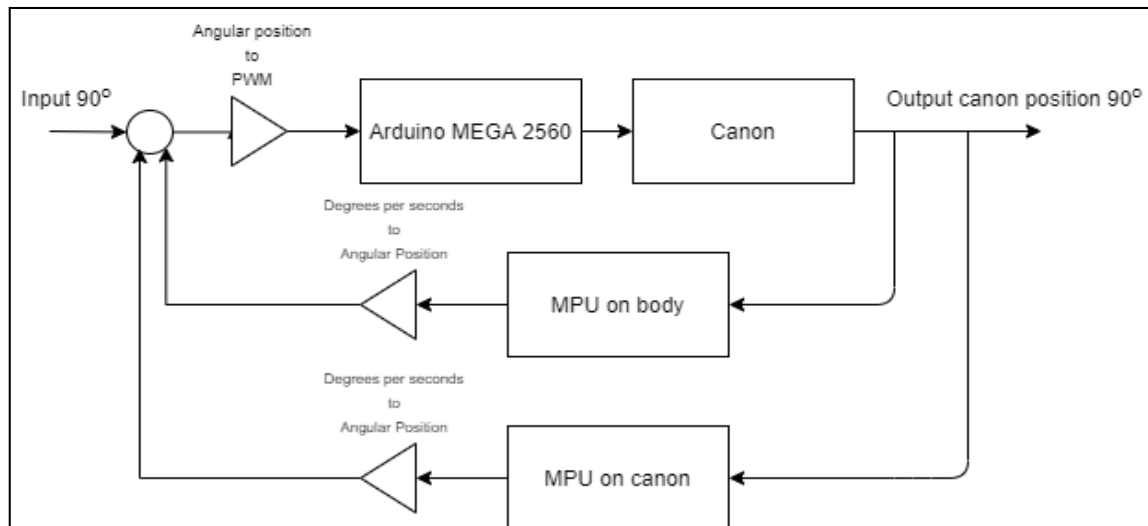 Angular position
to
PWM
Input 90°
Arduino MEGA 2560
Canon
Output canon position 90°
Degrees per seconds
to
Angular Position
MPU on body
Degrees per seconds
to
Angular Position
MPU on canon